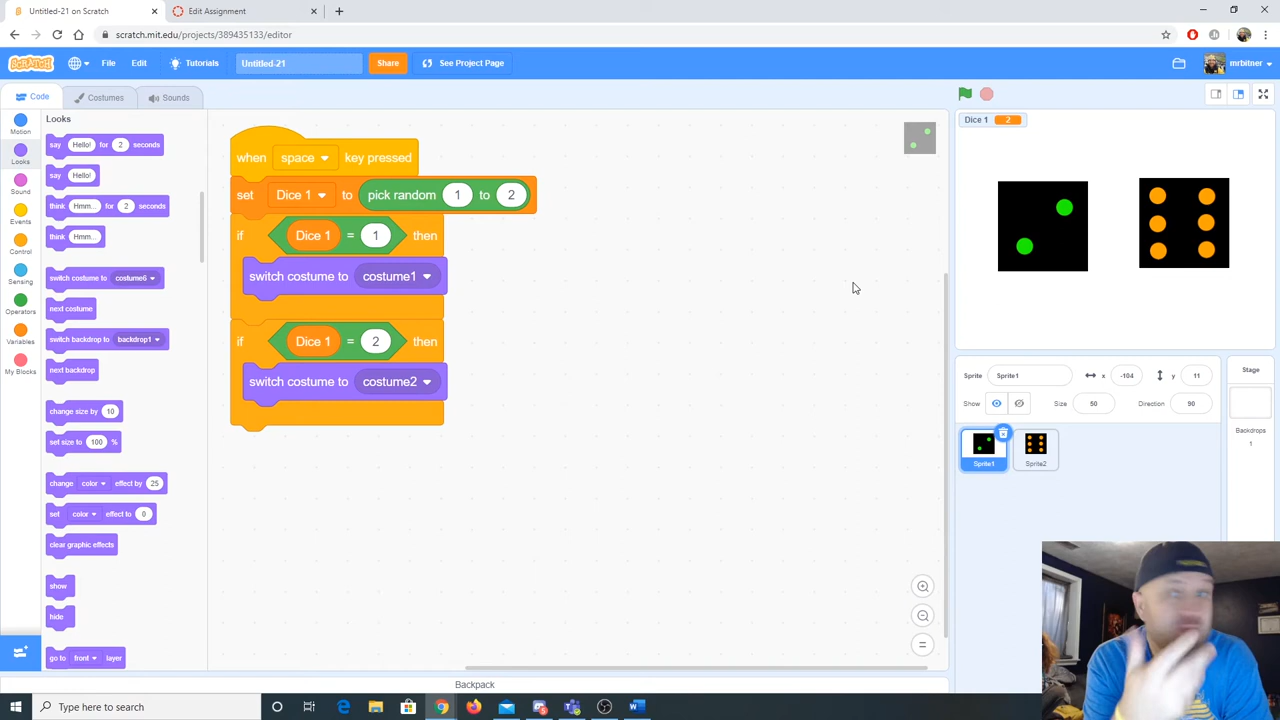 Untitled-21 on Scratch
Edit Assignment
scratch.mit.edu/projects/389435133/editor
SCRATCH
File
Edit
Tutorials
Untitled-21
Share
See Project Page
mrbitner
Code
Costumes
Sounds
Motion
Looks
Sound
Events
Control
Sensing
Operators
Variables
My Blocks
Looks
say Hello! for 2 seconds
say Hello!
think Hmm... for 2 seconds
think Hmm...
switch costume to costume6
next costume
switch backdrop to backdrop1
next backdrop
change size by 10
set size to 100 %
change color effect by 25
set color effect to 0
clear graphic effects
show
hide
go to front layer
when space key pressed
set Dice 1 to pick random 1 to 2
if Dice 1 = 1 then
switch costume to costume1
if Dice 1 = 2 then
switch costume to costume2
Dice 1 2
Sprite Sprite1 x -104 y 11
Show Size 50 Direction 90
Sprite1
Sprite2
Stage
Backdrops
1
Backpack
Type here to search